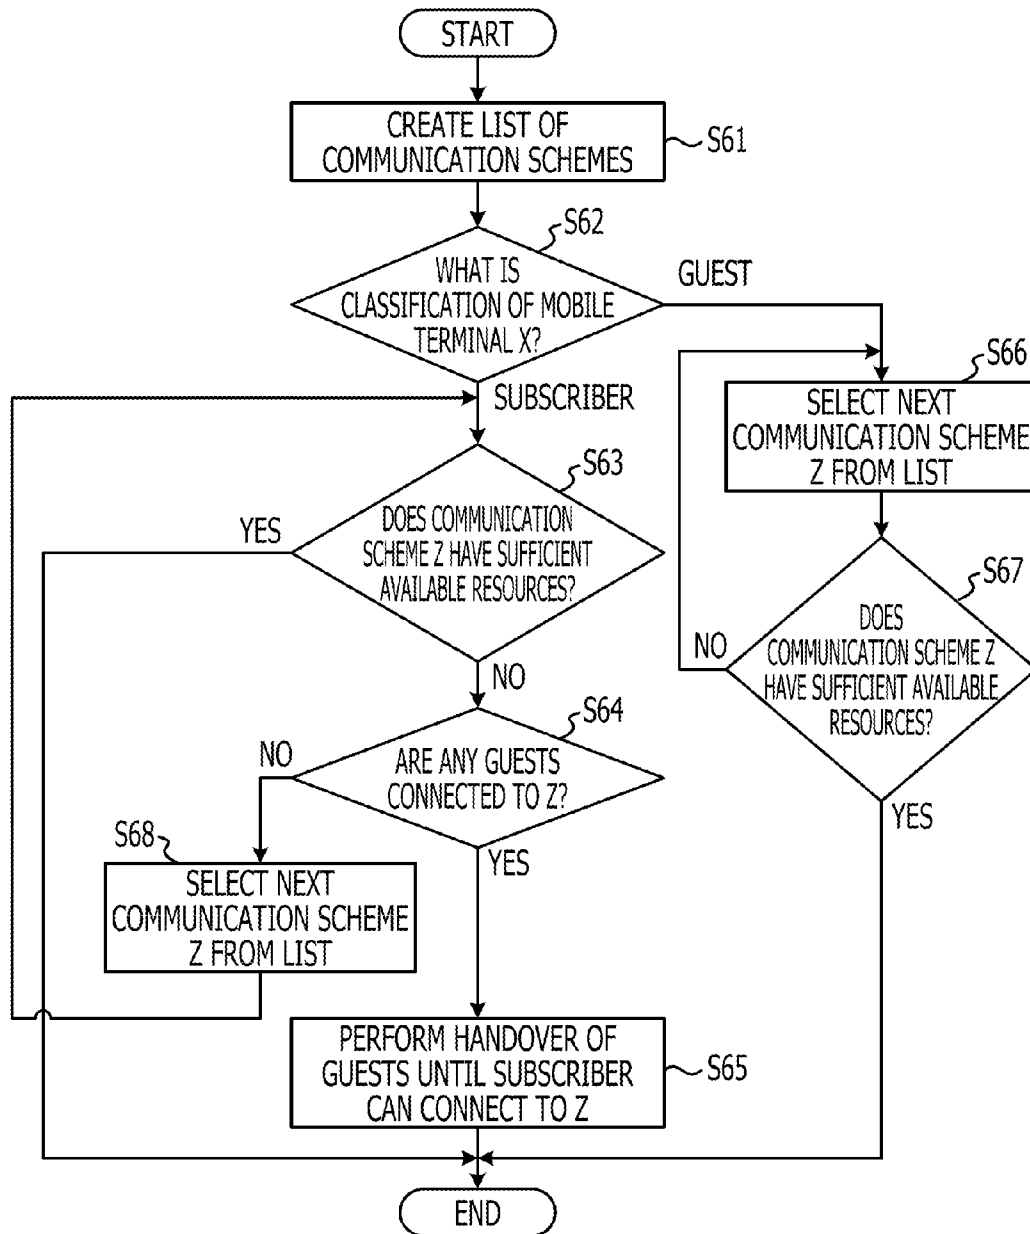 START
CREATE LIST OF
COMMUNICATION SCHEMES
S61
S62
WHAT IS
CLASSIFICATION OF MOBILE
TERMINAL X?
GUEST
SUBSCRIBER
S66
SELECT NEXT
COMMUNICATION SCHEME
Z FROM LIST
S63
YES
DOES COMMUNICATION
SCHEME Z HAVE SUFFICIENT
AVAILABLE RESOURCES?
NO
S67
NO
DOES
COMMUNICATION SCHEME Z
HAVE SUFFICIENT AVAILABLE
RESOURCES?
YES
S64
NO
ARE ANY GUESTS
CONNECTED TO Z?
YES
S68
SELECT NEXT
COMMUNICATION SCHEME
Z FROM LIST
PERFORM HANDOVER OF
GUESTS UNTIL SUBSCRIBER
CAN CONNECT TO Z
S65
END